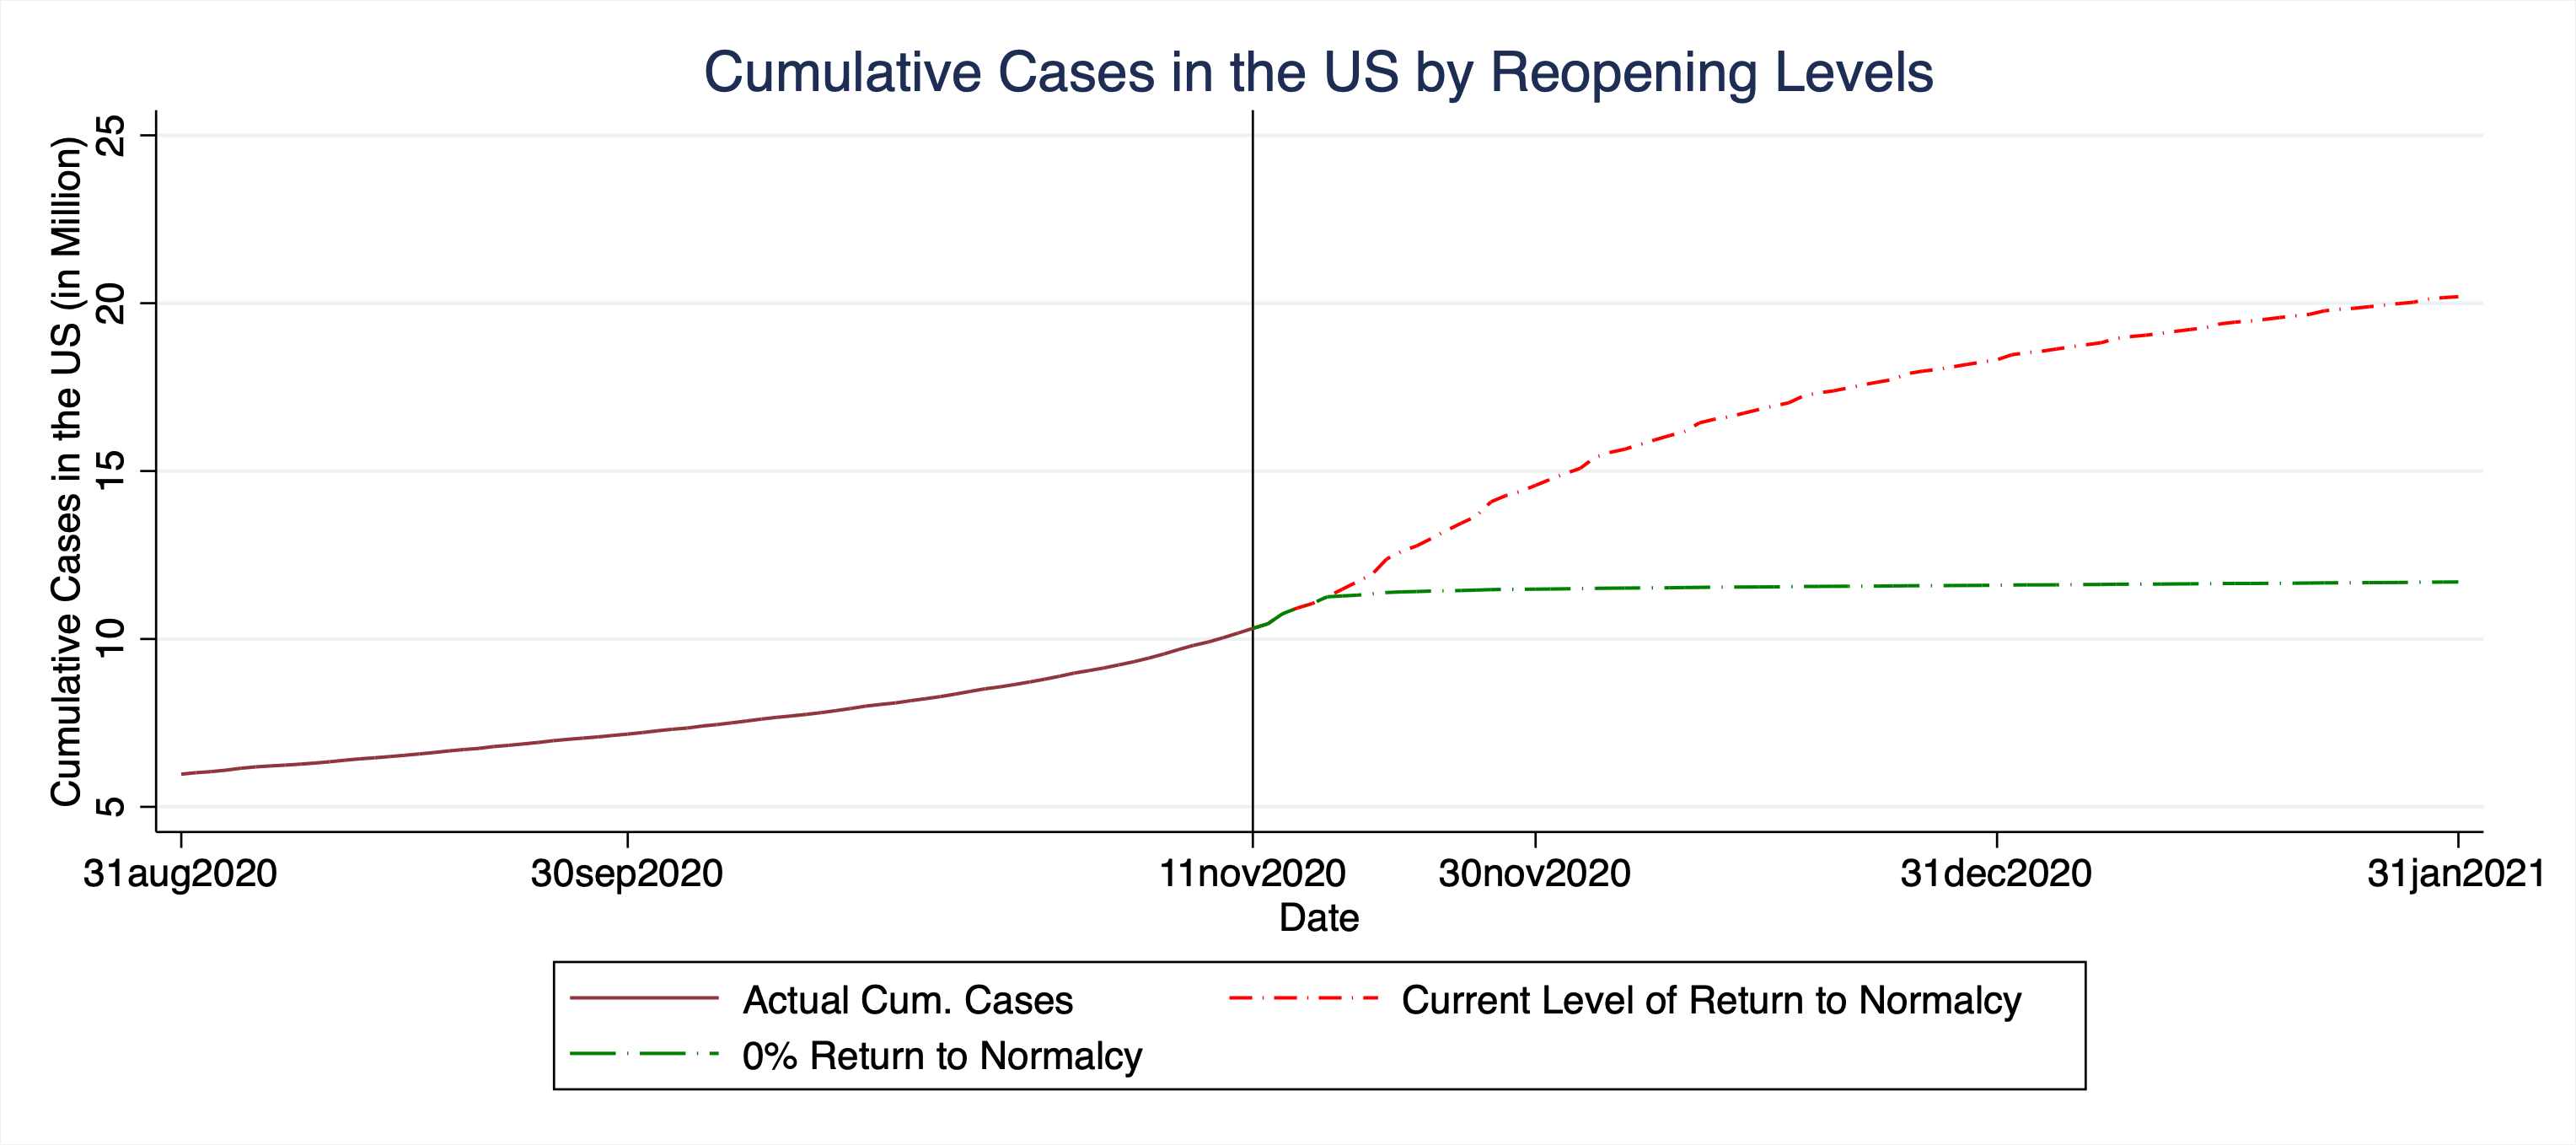 Cumulative Cases in the US by Reopening Levels
Cumulative Cases in the US (in Million)
25
20
15
10
5
31aug2020 30sep2020 11nov2020 30nov2020 31dec2020 31jan2021
Date
Actual Cum. Cases Current Level of Return to Normalcy
0% Return to Normalcy